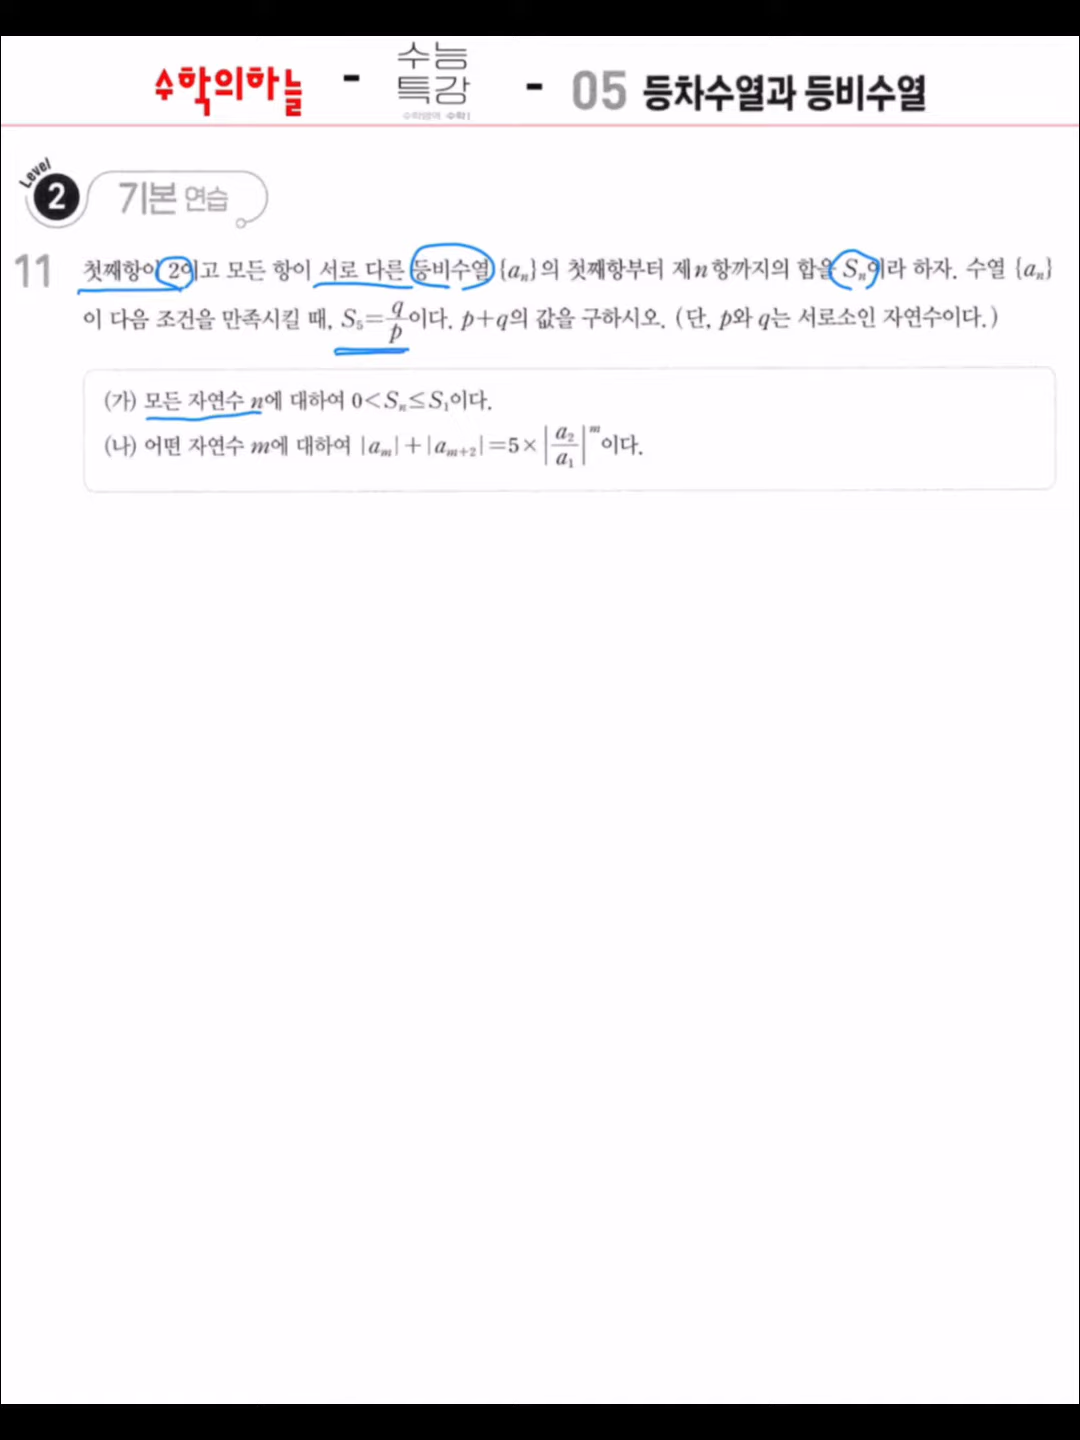 수학의하늘 - 수능특강 - 05 등차수열과 등비수열
수학영역 수학 I
Level 2 기본 연습
11 첫째항이 2이고 모든 항이 서로 다른 등비수열 {aₙ}의 첫째항부터 제n항까지의 합을 Sₙ이라 하자. 수열 {aₙ}
이 다음 조건을 만족시킬 때, S₅=q/p이다. p+q의 값을 구하시오. (단, p와 q는 서로소인 자연수이다.)
(가) 모든 자연수 n에 대하여 0<Sₙ≤S₁이다.
(나) 어떤 자연수 m에 대하여 |aₘ|+|aₘ₊₂|=5×|a₂/a₁|ᵐ이다.